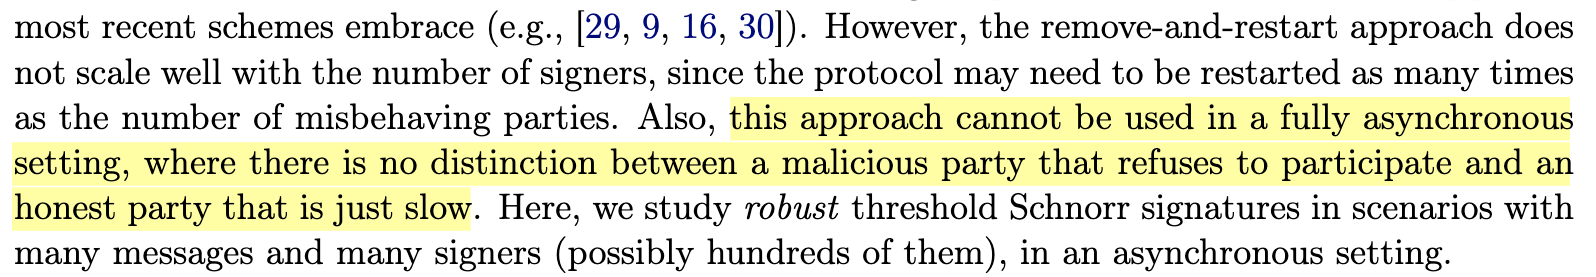 most recent schemes embrace (e.g., [29, 9, 16, 30]). However, the remove-and-restart approach does
not scale well with the number of signers, since the protocol may need to be restarted as many times
as the number of misbehaving parties. Also, this approach cannot be used in a fully asynchronous
setting, where there is no distinction between a malicious party that refuses to participate and an
honest party that is just slow. Here, we study robust threshold Schnorr signatures in scenarios with
many messages and many signers (possibly hundreds of them), in an asynchronous setting.